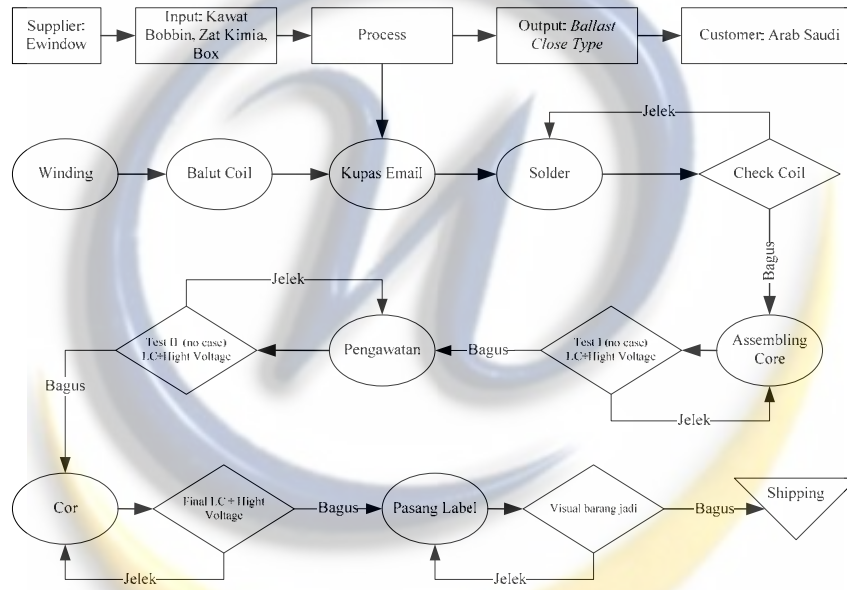 Supplier:
Ewindow
Input: Kawat
Bobbin, Zat Kimia,
Box
Process
Output: Ballast
Close Type
Customer: Arab Saudi
Jelek
Winding
Balut Coil
Kupas Email
Solder
Check Coil
Bagus
Jelek
Test II (no case)
LC+Hight Voltage
Pengawatan
Bagus
Test I (no case)
LC+Hight Voltage
Assembling
Core
Bagus
Jelek
Cor
Final LC + Hight
Voltage
Bagus
Pasang Label
Visual barang jadi
Bagus
Shipping
Jelek
Jelek